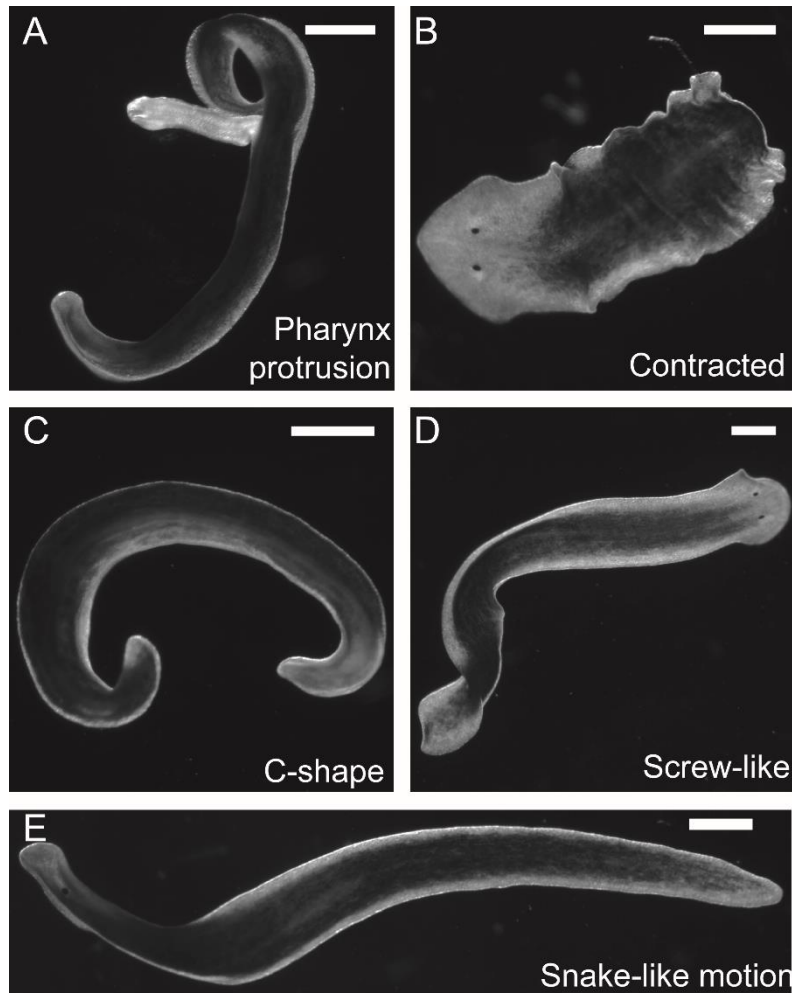 A
Pharynx
protrusion
B
Contracted
C
C-shape
D
Screw-like
E
Snake-like motion